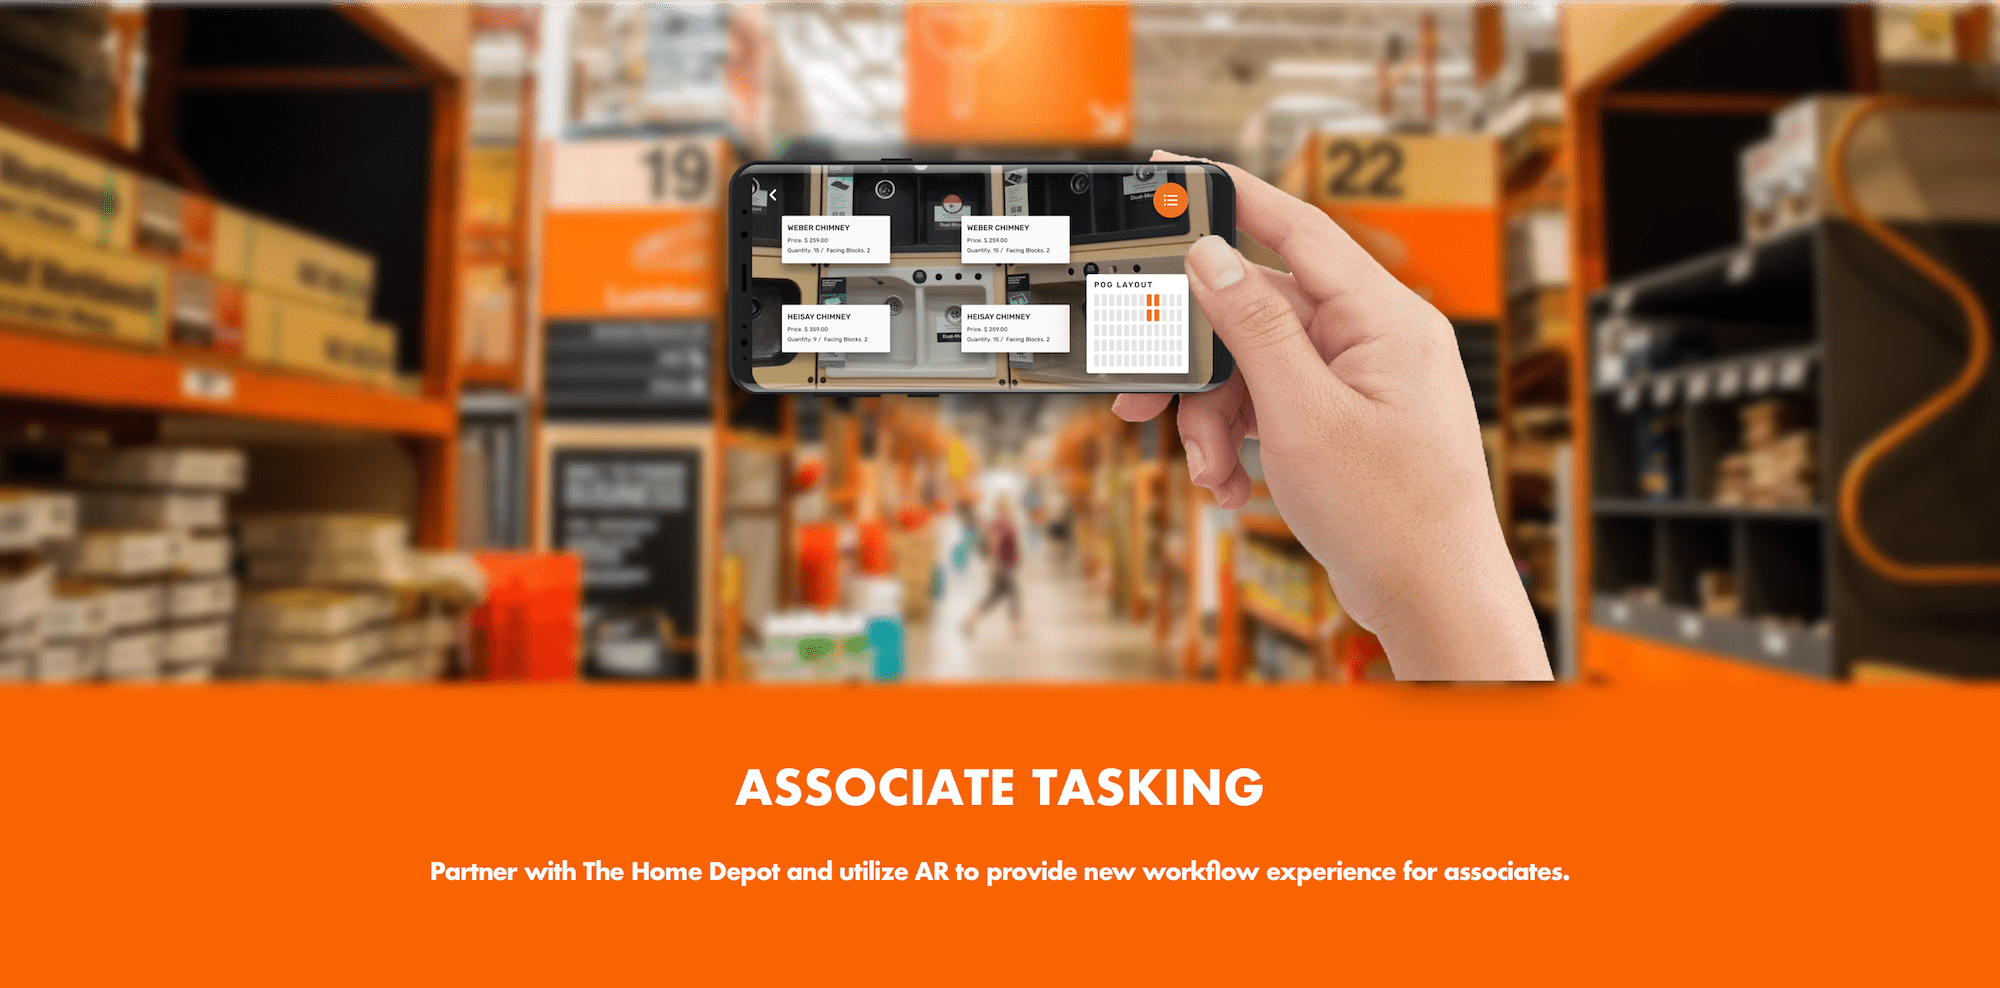 19
22
WEBER CHIMNEY
Price. $ 259.00
Quantity. 15 / Facing Blocks. 2
WEBER CHIMNEY
Price. $ 259.00
Quantity. 15 / Facing Blocks. 2
HEISAY CHIMNEY
Price. $ 359.00
Quantity. 9 / Facing Blocks. 2
HEISAY CHIMNEY
Price. $ 259.00
Quantity. 15 / Facing Blocks. 2
POG LAYOUT
ASSOCIATE TASKING
Partner with The Home Depot and utilize AR to provide new workflow experience for associates.